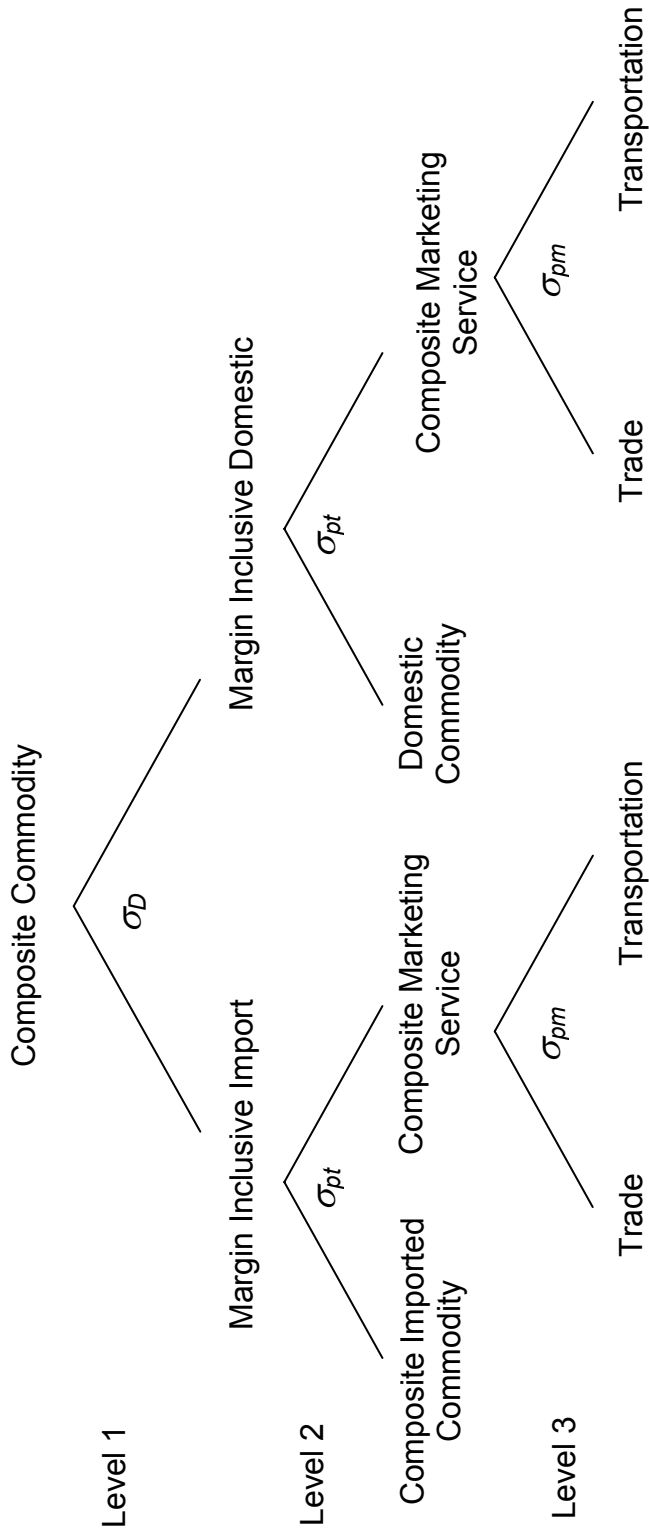 Composite Commodity
Level 1
σD
Margin Inclusive Import
Margin Inclusive Domestic
Level 2
σpt
σpt
Composite Imported
Commodity
Composite Marketing
Service
Domestic
Commodity
Composite Marketing
Service
Level 3
σpm
σpm
Trade
Transportation
Trade
Transportation